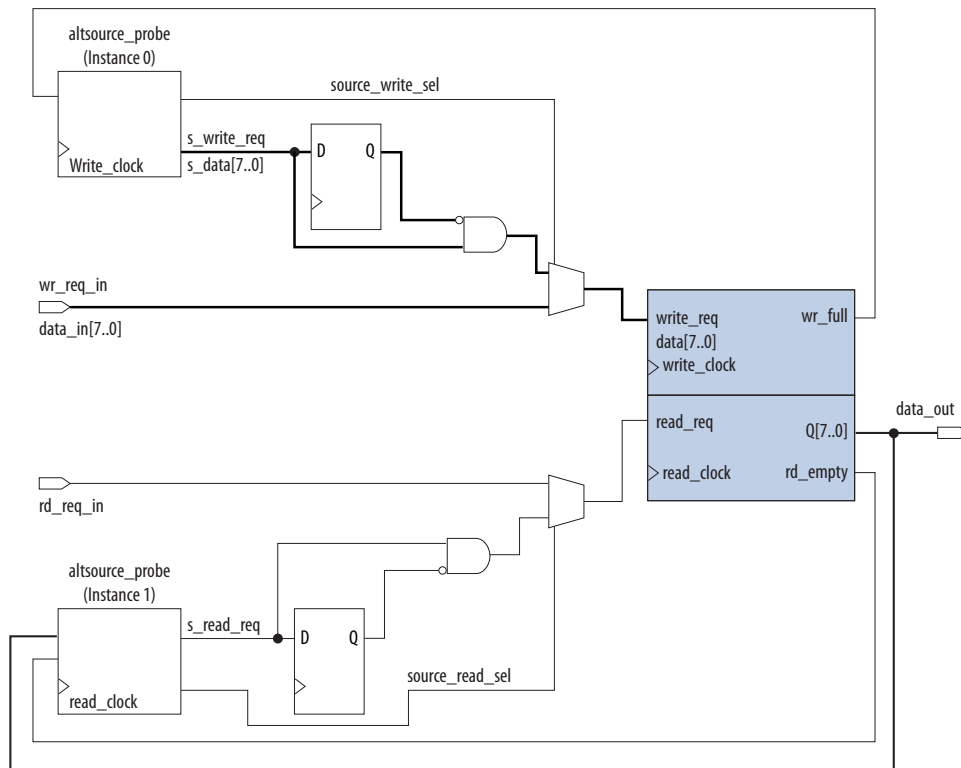 altsource_probe
(Instance 0)
source_write_sel
s_write_req
D Q
Write_clock
s_data[7..0]
wr_req_in
data_in[7..0]
write_req
wr_full
data[7..0]
write_clock
data_out
read_req
Q[7..0]
read_clock
rd_empty
rd_req_in
altsource_probe
(Instance 1)
s_read_req
D Q
source_read_sel
read_clock